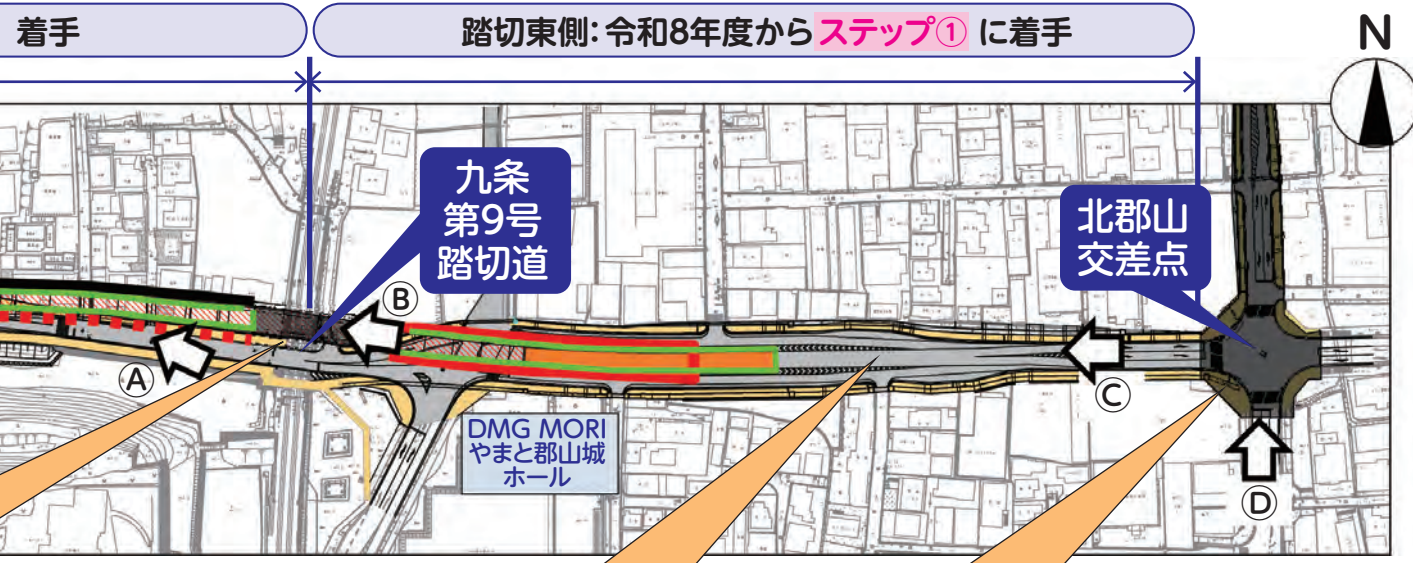 着手
踏切東側：令和8年度から ステップ① に着手
N
九条
第9号
踏切道
北郡山
交差点
Ⓑ
Ⓐ
Ⓒ
DMG MORI
やまと郡山城
ホール
Ⓓ